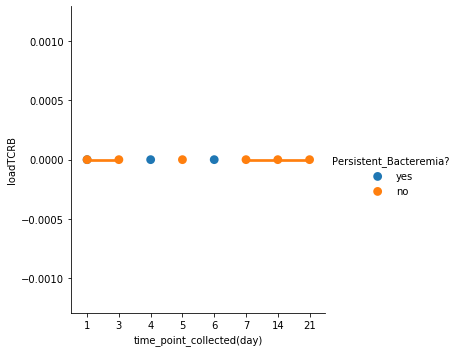 0.0010
0.0005
0.0000
−0.0005
−0.0010
loadTCRB
1 3 4 5 6 7 14 21
time_point_collected(day)
Persistent_Bacteremia?
yes
no